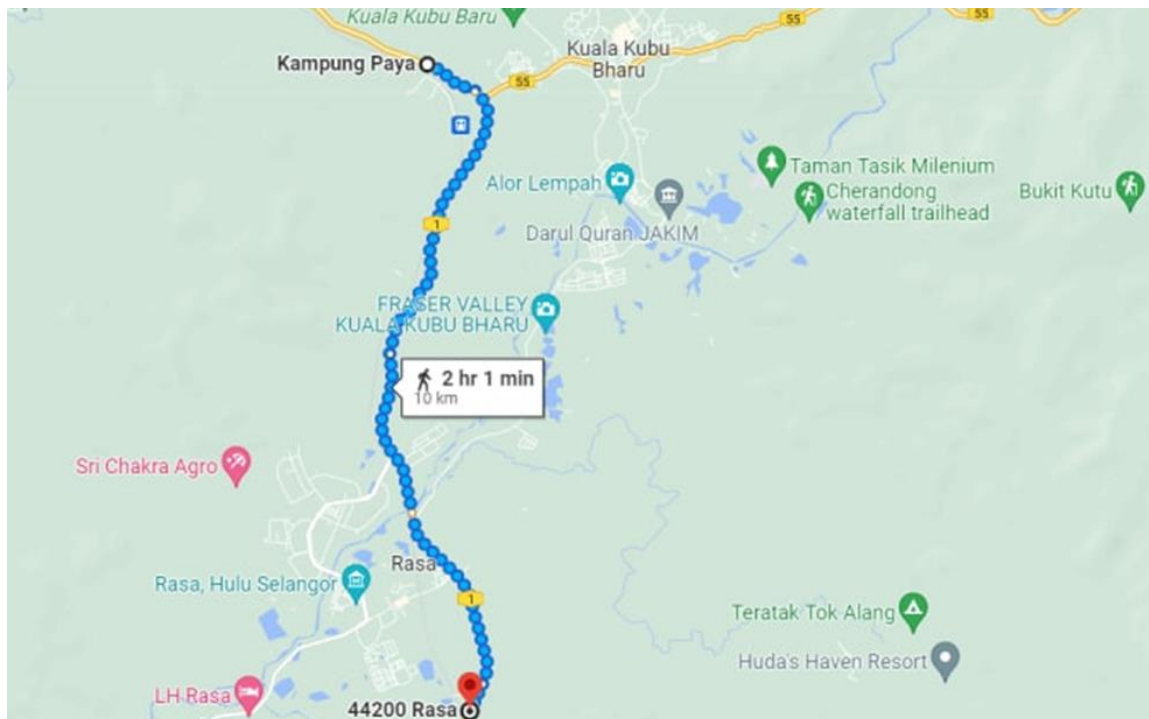 Kuala Kubu Baru
55
55
Kuala Kubu
Bharu
Kampung Paya
55
Taman Tasik Milenium
Alor Lempah
Cherandong
waterfall trailhead
Bukit Kutu
1
Darul Quran JAKIM
FRASER VALLEY
KUALA KUBU BHARU
2 hr 1 min
10 km
Sri Chakra Agro
Rasa
Rasa, Hulu Selangor
1
Teratak Tok Alang
Huda's Haven Resort
LH Rasa
44200 Rasa